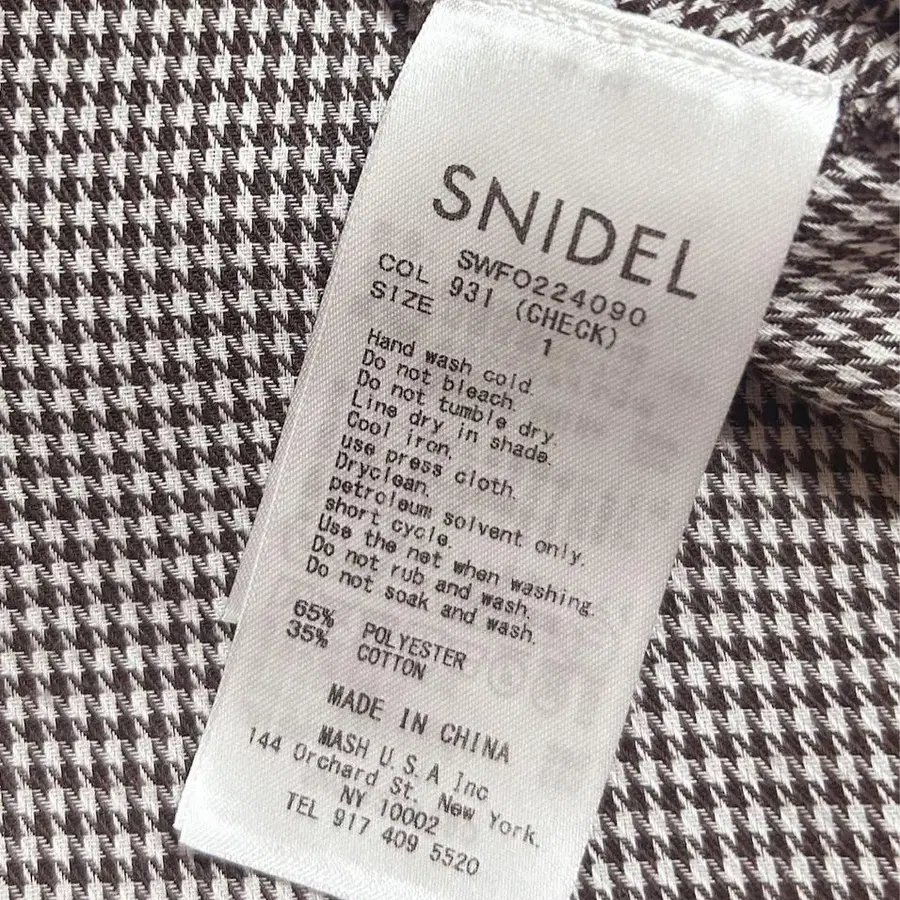 SNIDEL
SWFO224090
COL 931 (CHECK)
SIZE 1
Hand wash cold.
Do not bleach.
Do not tumble dry.
Line dry in shade.
Cool iron,
use press cloth.
Dryclean.
petroleum solvent only.
short cycle.
Use the net when washing.
Do not rub and wash.
Do not soak and wash.
65% POLYESTER
35% COTTON
MADE IN CHINA
MASH U.S.A Inc
144 Orchard St. New York.
NY 10002
TEL 917 409 5520